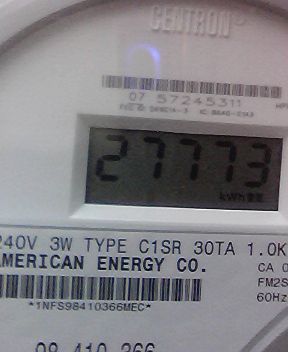 CENTRON®
07 57245311
27773
kWh
240V 3W TYPE C1SR 30TA 1.0K
AMERICAN ENERGY CO.
CA 0
FM2S
*1NFS98410366MEC*
60Hz
98 410 366